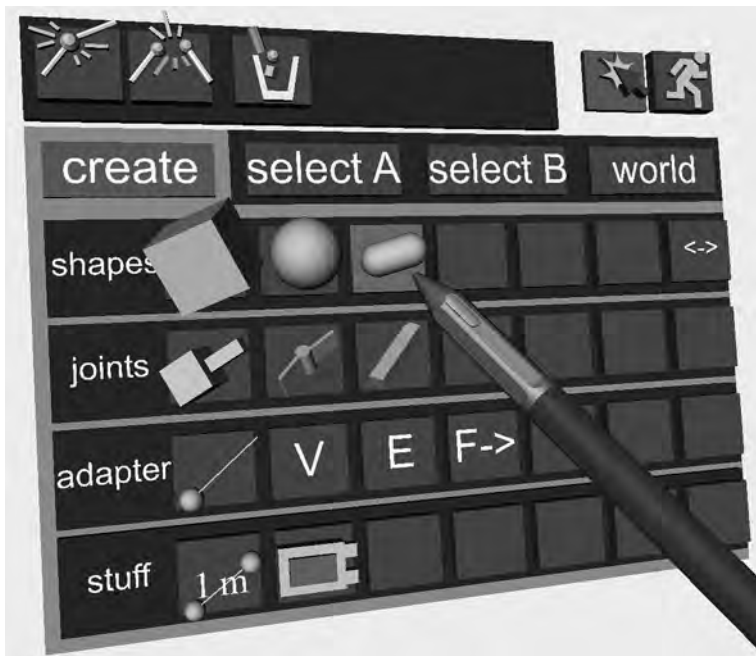 create select A select B world
shapes <->
joints
adapter V E F->
stuff 1 m